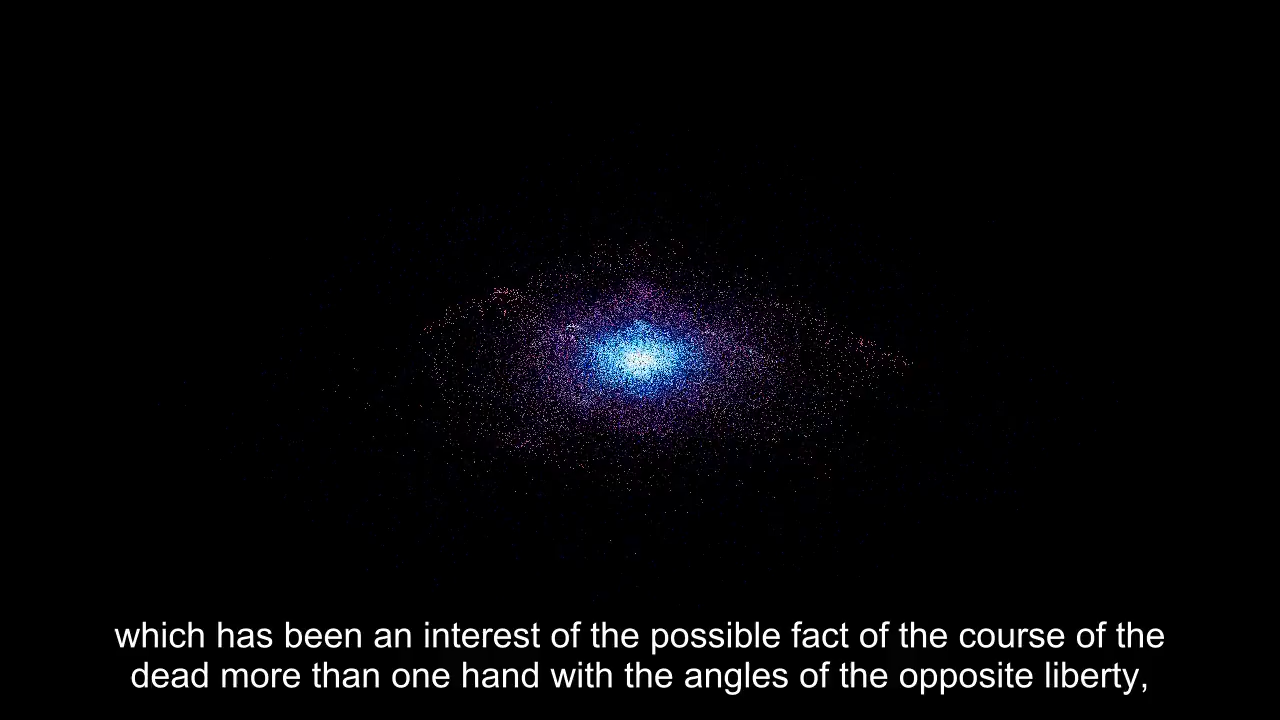 which has been an interest of the possible fact of the course of the
dead more than one hand with the angles of the opposite liberty,